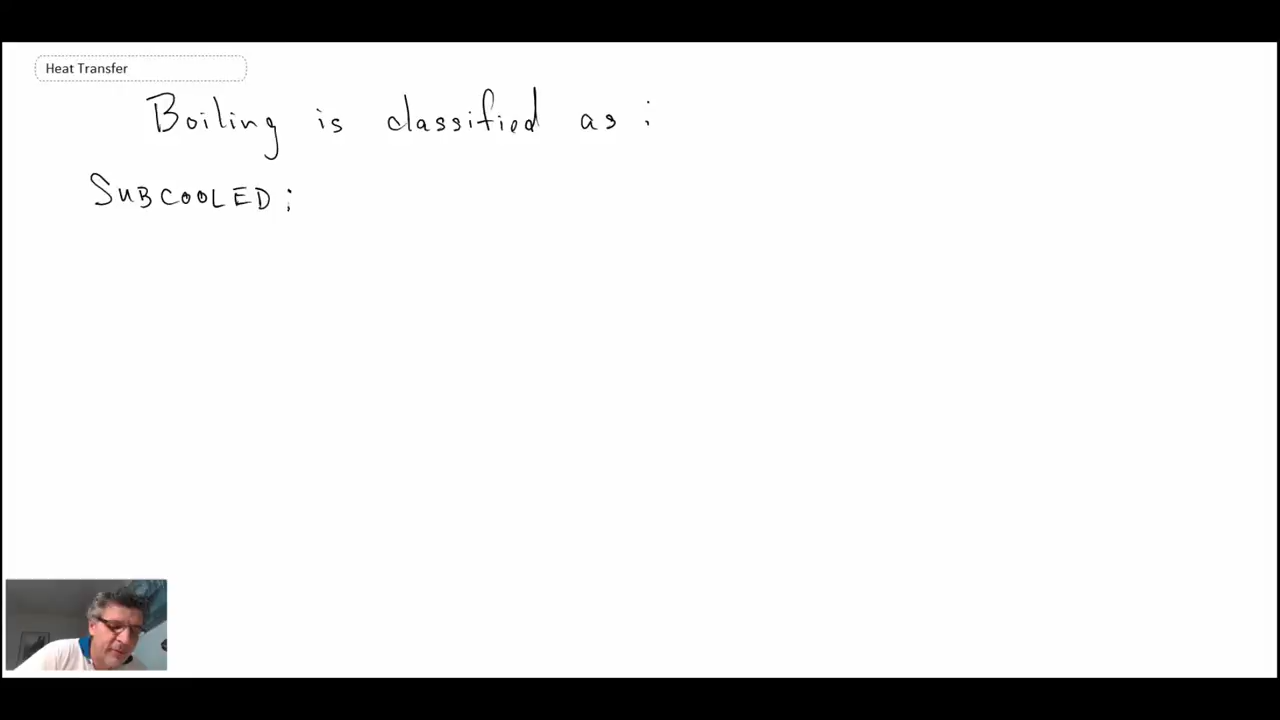 Heat Transfer
Boiling is classified as :
SUBCOOLED :